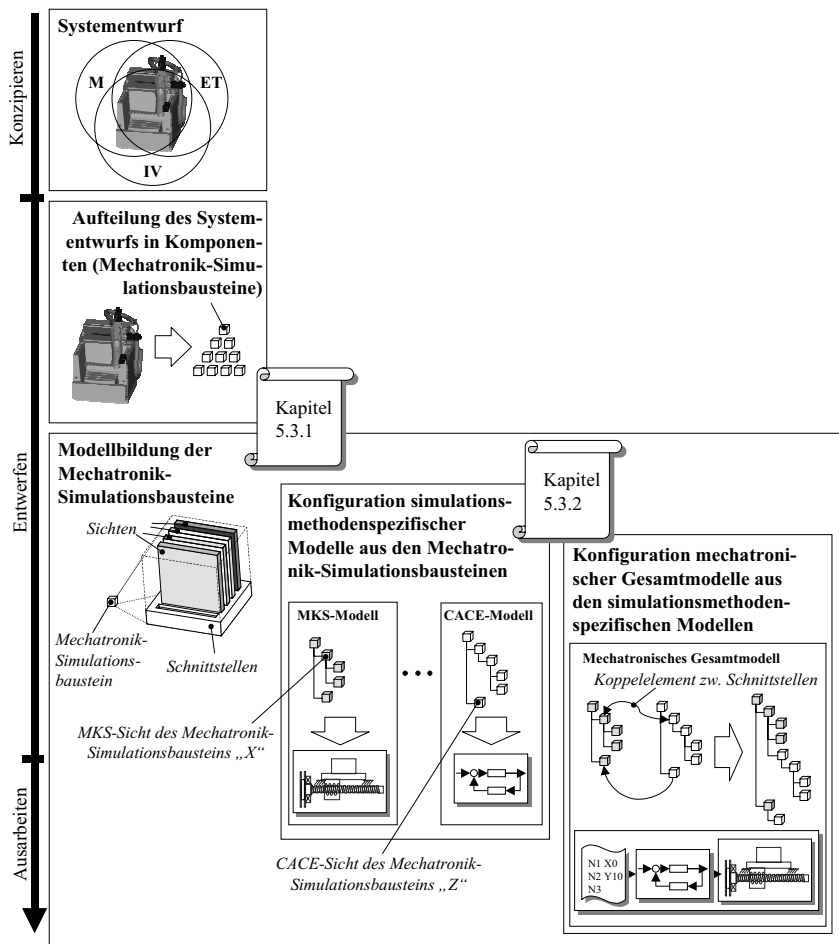 Konzipieren
Systementwurf
M
ET
IV
Entwerfen
Aufteilung des System-
entwurfs in Komponen-
ten (Mechatronik-Simu-
lationsbausteine)
Kapitel
5.3.1
Modellbildung der
Mechatronik-
Simulationsbausteine
Sichten
Mechatronik-
Simulations-
baustein
Schnittstellen
Kapitel
5.3.2
Konfiguration simulations-
methodenspezifischer
Modelle aus den Mechatro-
nik-Simulationsbausteinen
MKS-Modell
CACE-Modell
MKS-Sicht des Mechatronik-
Simulationsbausteins „X“
CACE-Sicht des Mechatronik-
Simulationsbausteins „Z“
Konfiguration mechatroni-
scher Gesamtmodelle aus
den simulationsmethoden-
spezifischen Modellen
Mechatronisches Gesamtmodell
Koppelelement zw. Schnittstellen
N1 X0
N2 Y10
N3
Ausarbeiten